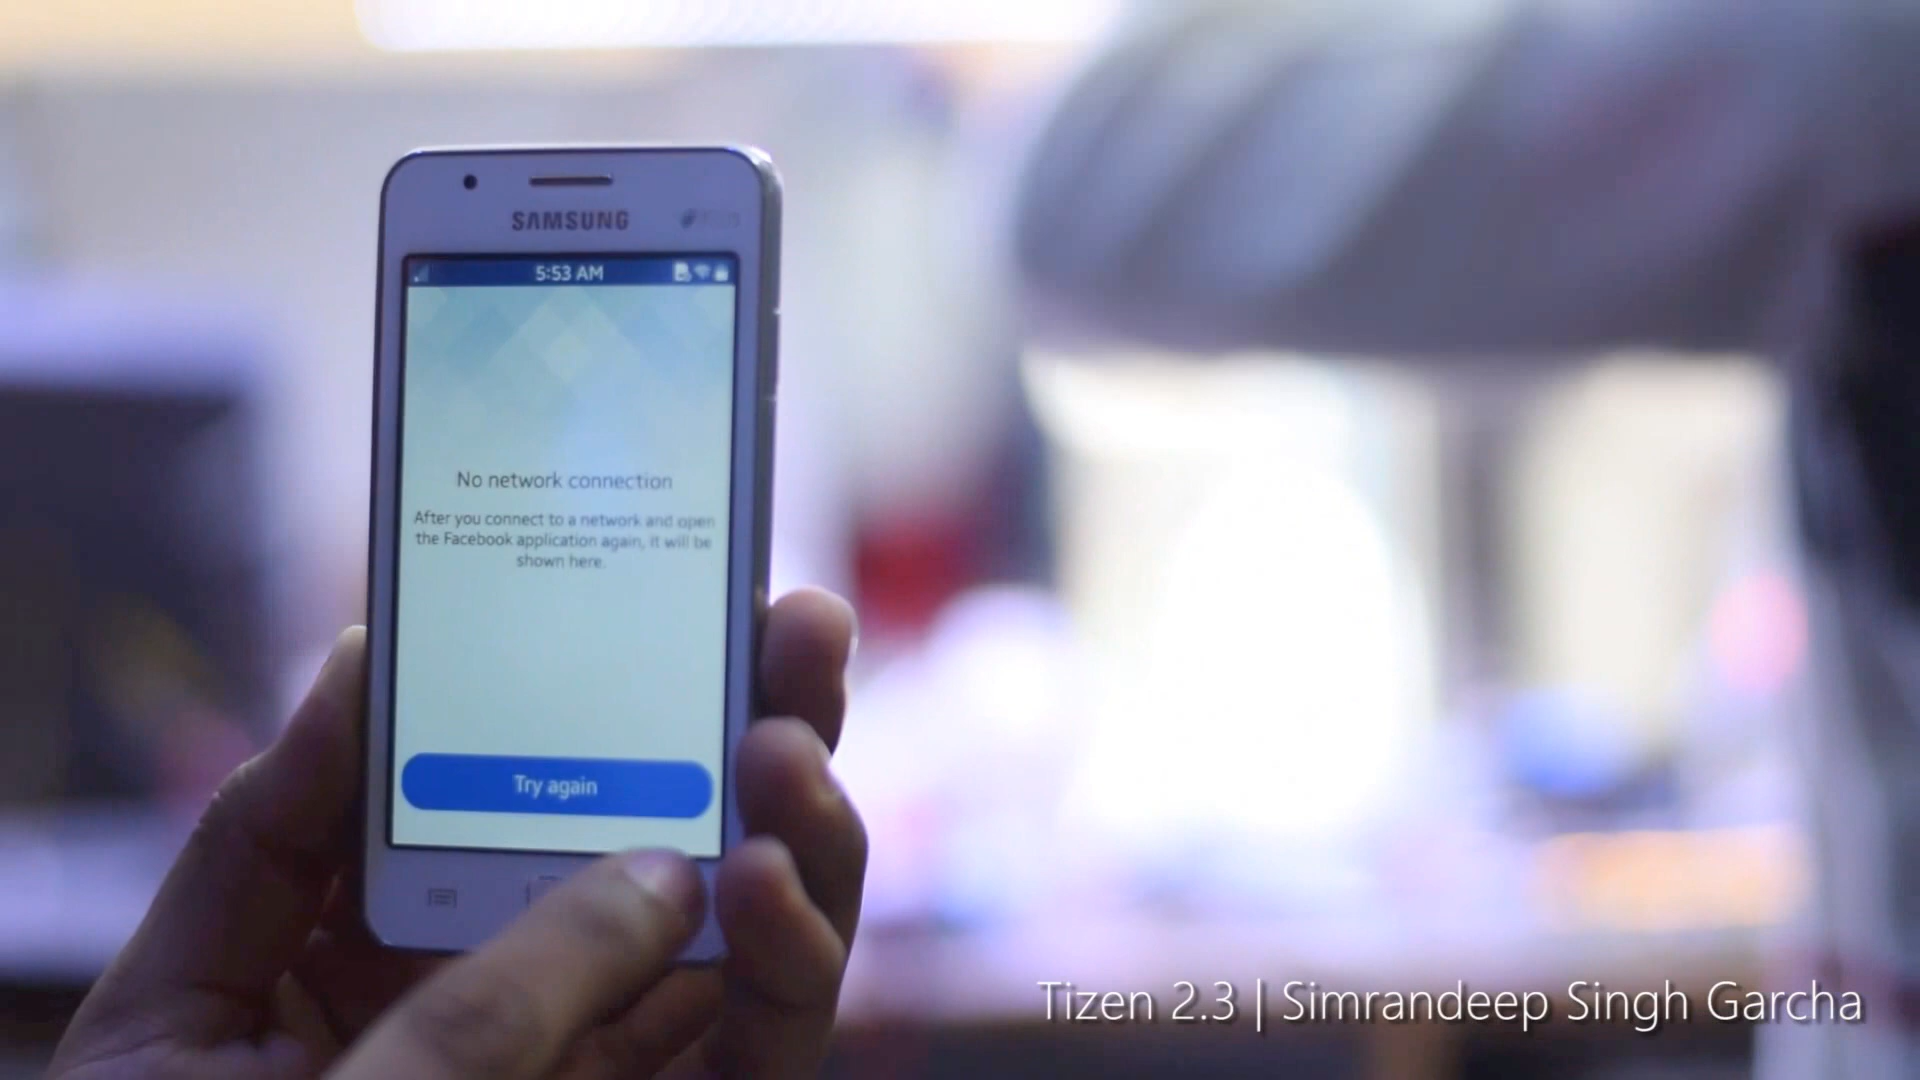 SAMSUNG
5:53 AM
No network connection
After you connect to a network and open
the Facebook application again, it will be
shown here.
Try again
Tizen 2.3 | Simrandeep Singh Garcha